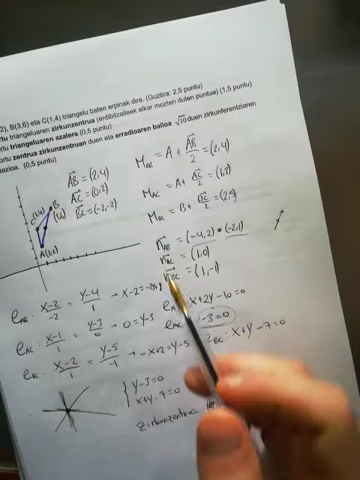 2), B(3,6) eta C(1,4) triangelu baten erpinak dira. (Guztira: 2,5 puntu)
rtu triangeluaren zirkunzentrua (erdibitzaileek elkar mozten duten puntua) (1,5 puntu)
rtu triangeluaren azalera (0,5 puntu)
ortu zentrua zirkunzentruan duen eta erradioaren balioa √10 duen zirkunferentziaren
azioa. (0,5 puntu)
AB = (2,4)
AC = (0,2)
BC = (-2,-2)
M_AB = A + AB/2 = (2,4)
M_AC = A + AC/2 = (1,3)
M_BC = B + BC/2 = (2,5)
C(1,4)
B
A(1,2)
n_AB = (-4,2) = (-2,1)
n_AC = (1,0)
n_BC = (1,-1)
e_AB: x-2/-2 = y-4/1 → x-2=
x+2y-10=0
e_AC: x-1/1 = y-3/0 → 0=y-3
y-3=0
e_BC: x-2/1 = y-5/-1 → -x+2=y-5
BC: x+y-7=0
{ y-3=0
x+y-7=0
Zirkunzentrua